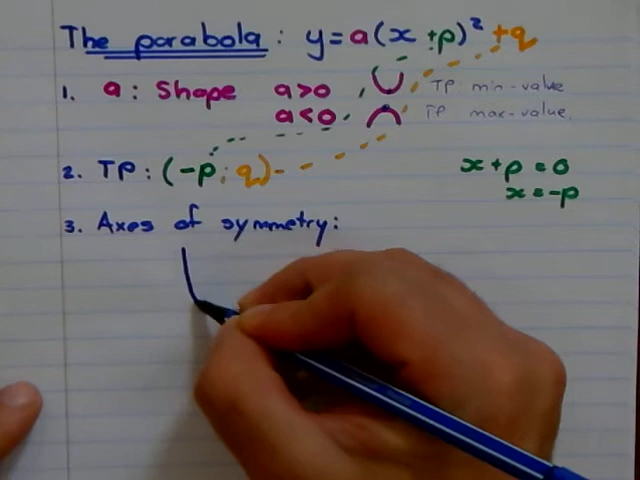 The parabola : y = a(x + p)² + q
1. a : Shape a > 0 , TP min-value
a < 0 , TP max-value.
2. TP : (-p ; q)
x + p = 0
x = -p
3. Axes of symmetry :